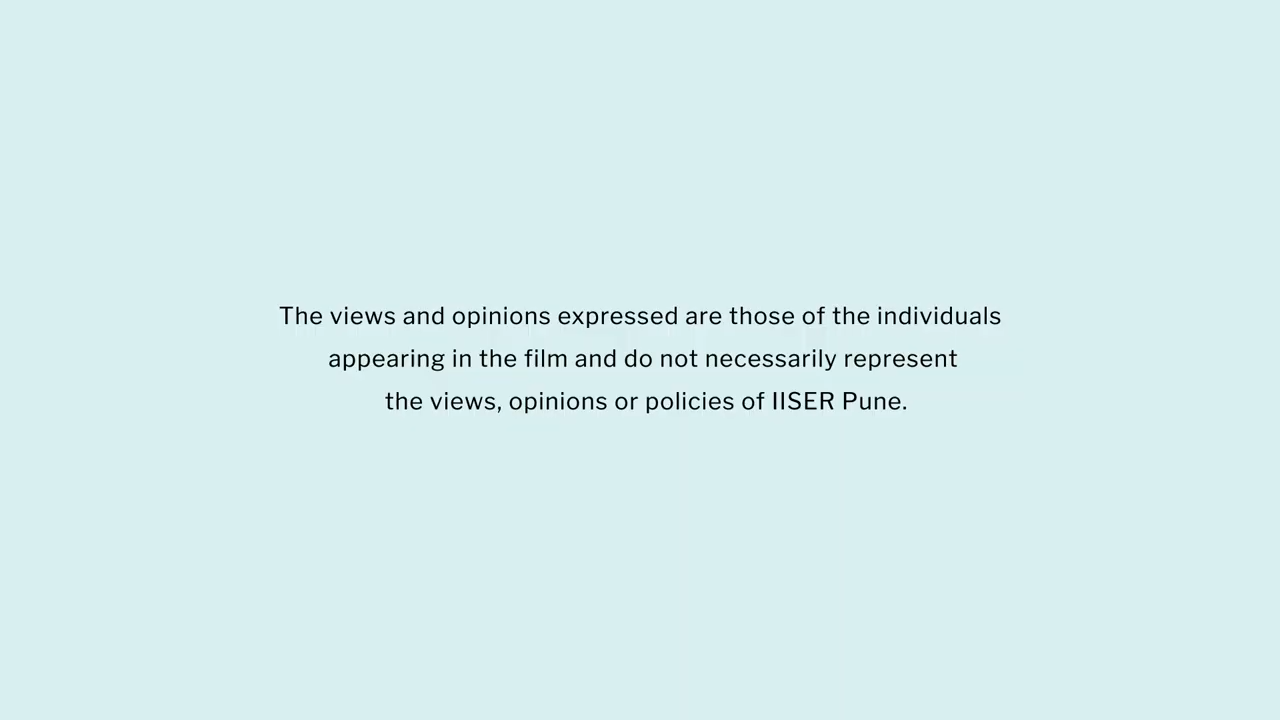 The views and opinions expressed are those of the individuals
appearing in the film and do not necessarily represent
the views, opinions or policies of IISER Pune.